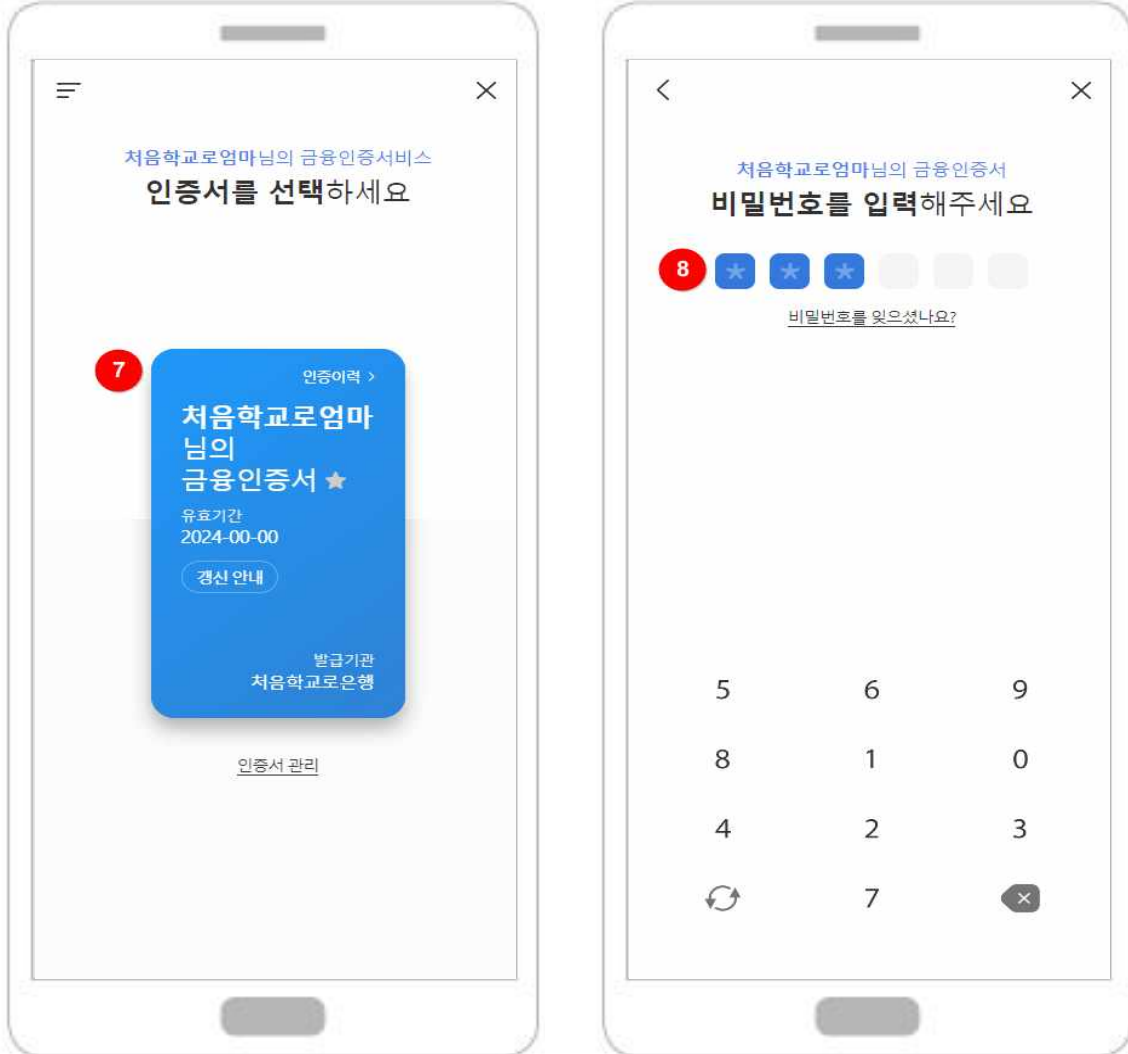 처음학교로엄마님의 금융인증서비스
인증서를 선택하세요
7
인증이력 >
처음학교로엄마
님의
금융인증서
유효기간
2024-00-00
갱신 안내
발급기관
처음학교로은행
인증서 관리
처음학교로엄마님의 금융인증서
비밀번호를 입력해주세요
8
비밀번호를 잊으셨나요?
5 6 9
8 1 0
4 2 3
7